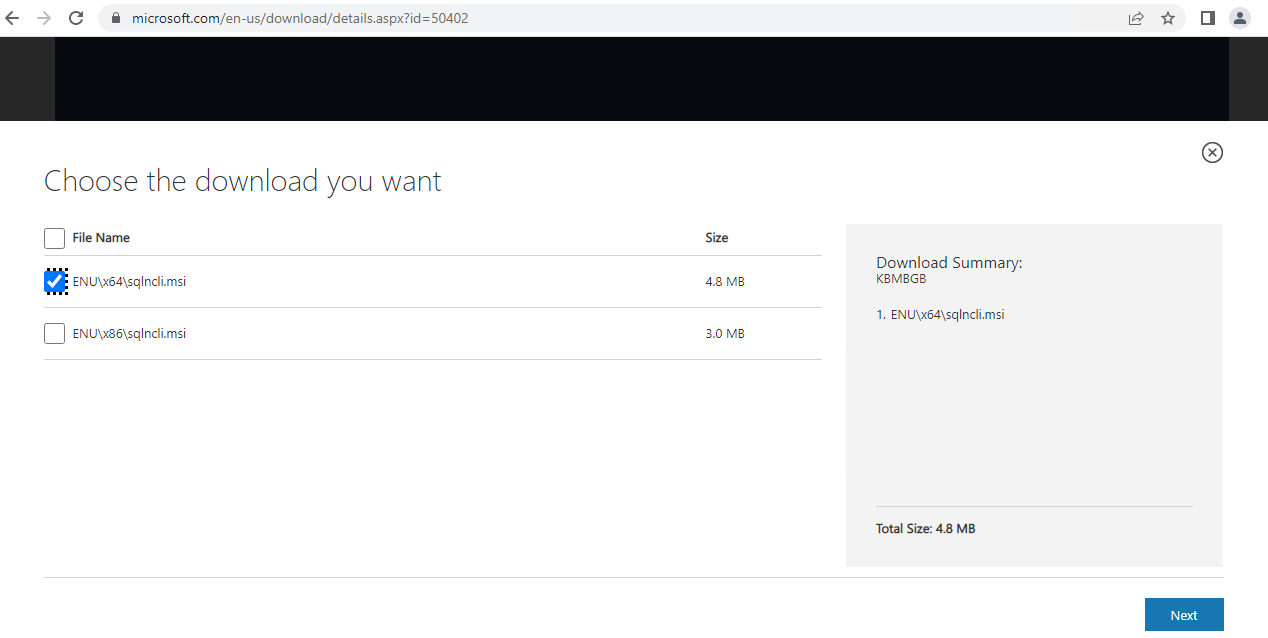 microsoft.com/en-us/download/details.aspx?id=50402
Choose the download you want
File Name Size
ENU\x64\sqlncli.msi 4.8 MB
ENU\x86\sqlncli.msi 3.0 MB
Download Summary:
KBMBGB
1. ENU\x64\sqlncli.msi
Total Size: 4.8 MB
Next